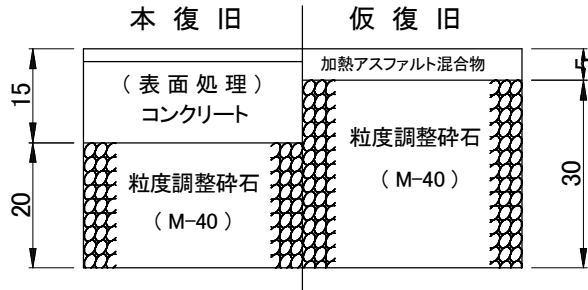 本復旧
仮復旧
加熱アスファルト混合物
5
15
(表面処理)
コンクリート
粒度調整砕石
(M-40)
30
20
粒度調整砕石
(M-40)